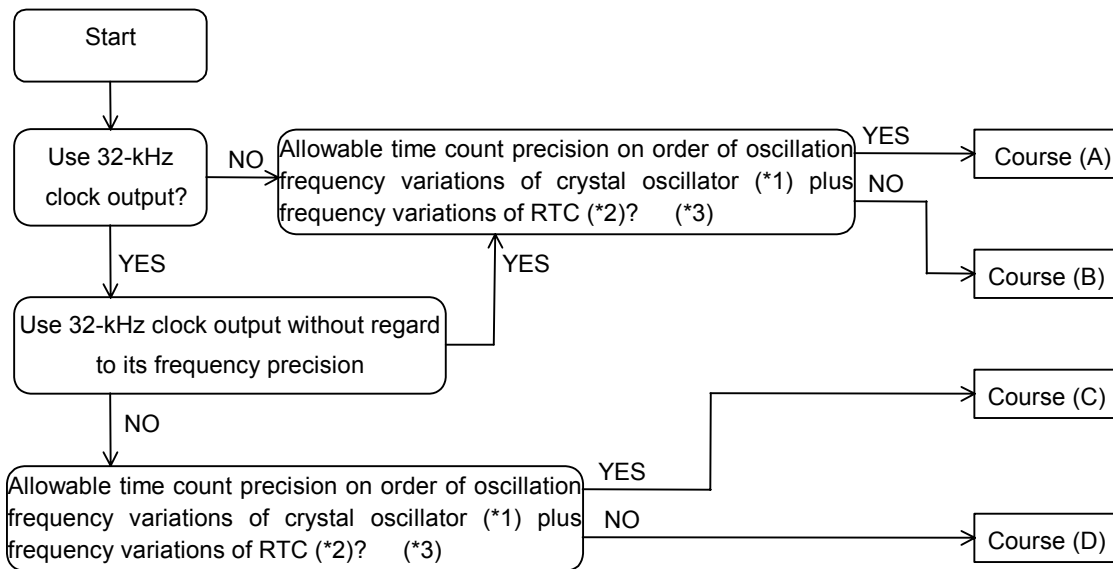 Start
Use 32-kHz
clock output?
NO
YES
Allowable time count precision on order of oscillation
frequency variations of crystal oscillator (*1) plus
frequency variations of RTC (*2)? (*3)
YES
Course (A)
NO
Course (B)
Use 32-kHz clock output without regard
to its frequency precision
YES
NO
Allowable time count precision on order of oscillation
frequency variations of crystal oscillator (*1) plus
frequency variations of RTC (*2)? (*3)
YES
Course (C)
NO
Course (D)